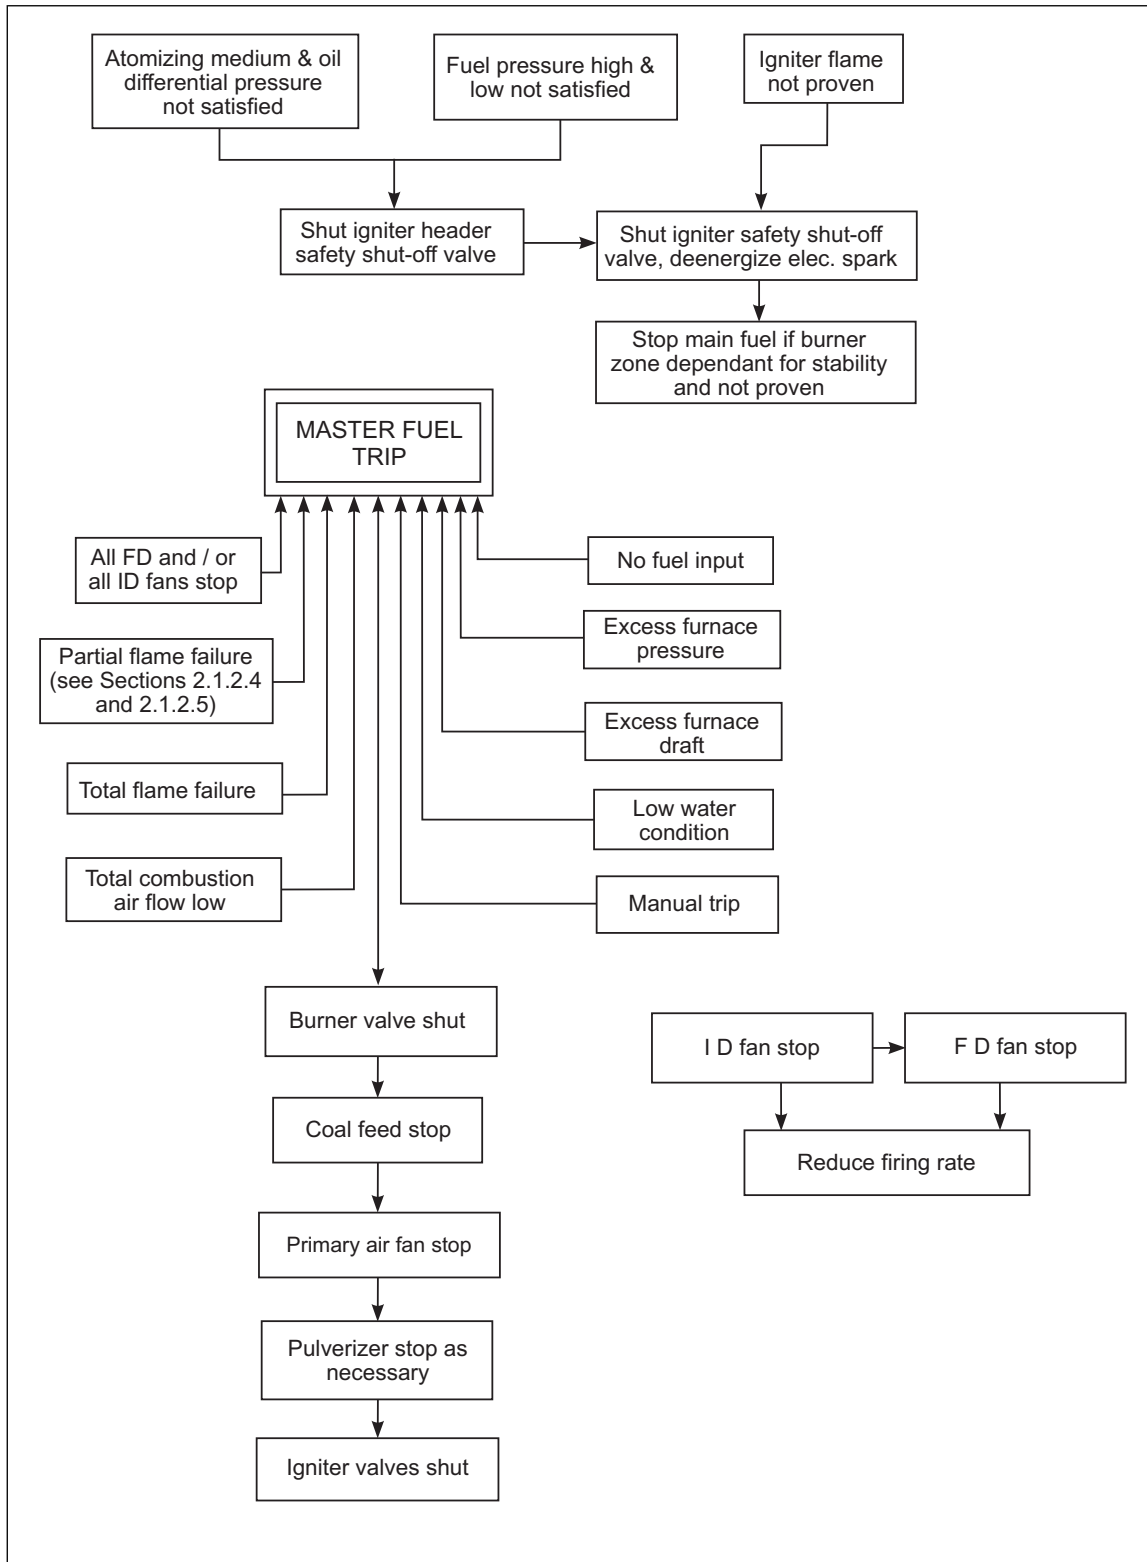 Atomizing medium & oil
differential pressure
not satisfied
Fuel pressure high &
low not satisfied
Igniter flame
not proven
Shut igniter header
safety shut-off valve
Shut igniter safety shut-off
valve, deenergize elec. spark
Stop main fuel if burner
zone dependant for stability
and not proven
MASTER FUEL
TRIP
All FD and / or
all ID fans stop
No fuel input
Partial flame failure
(see Sections 2.1.2.4
and 2.1.2.5)
Excess furnace
pressure
Excess furnace
draft
Total flame failure
Low water
condition
Total combustion
air flow low
Manual trip
Burner valve shut
I D fan stop
F D fan stop
Coal feed stop
Reduce firing rate
Primary air fan stop
Pulverizer stop as
necessary
Igniter valves shut